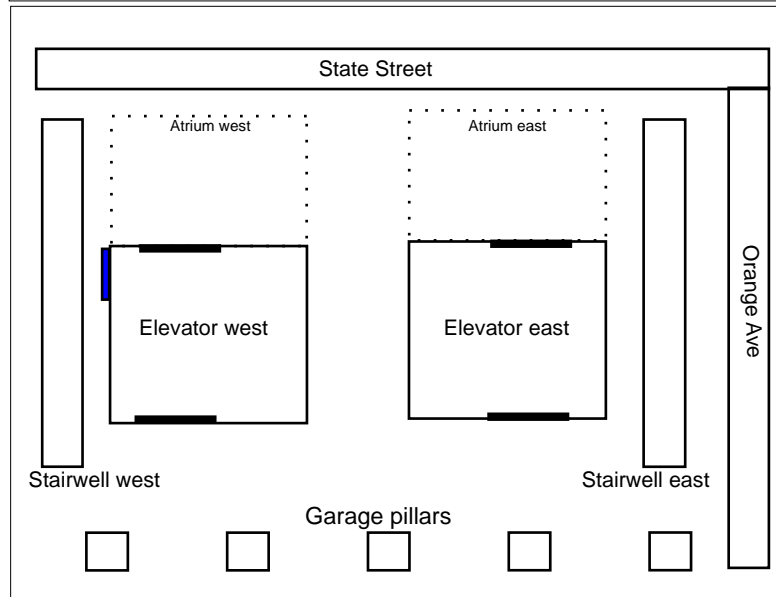 State Street
Atrium west
Atrium east
Orange Ave
Elevator west
Elevator east
Stairwell west
Stairwell east
Garage pillars